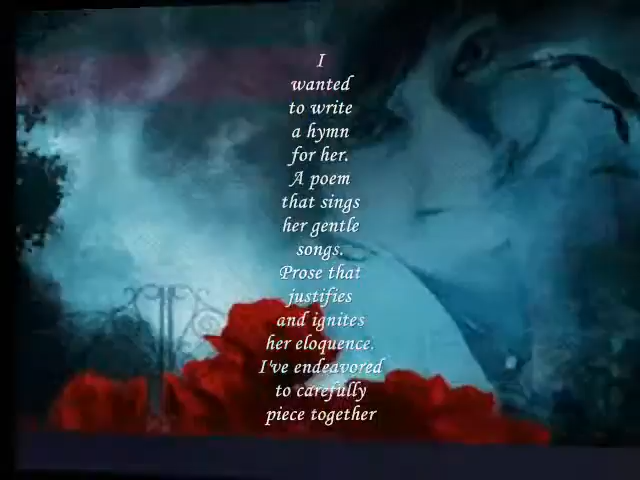 I
wanted
to write
a hymn
for her.
A poem
that sings
her gentle
songs.
Prose that
justifies
and ignites
her eloquence.
I've endeavored
to carefully
piece together